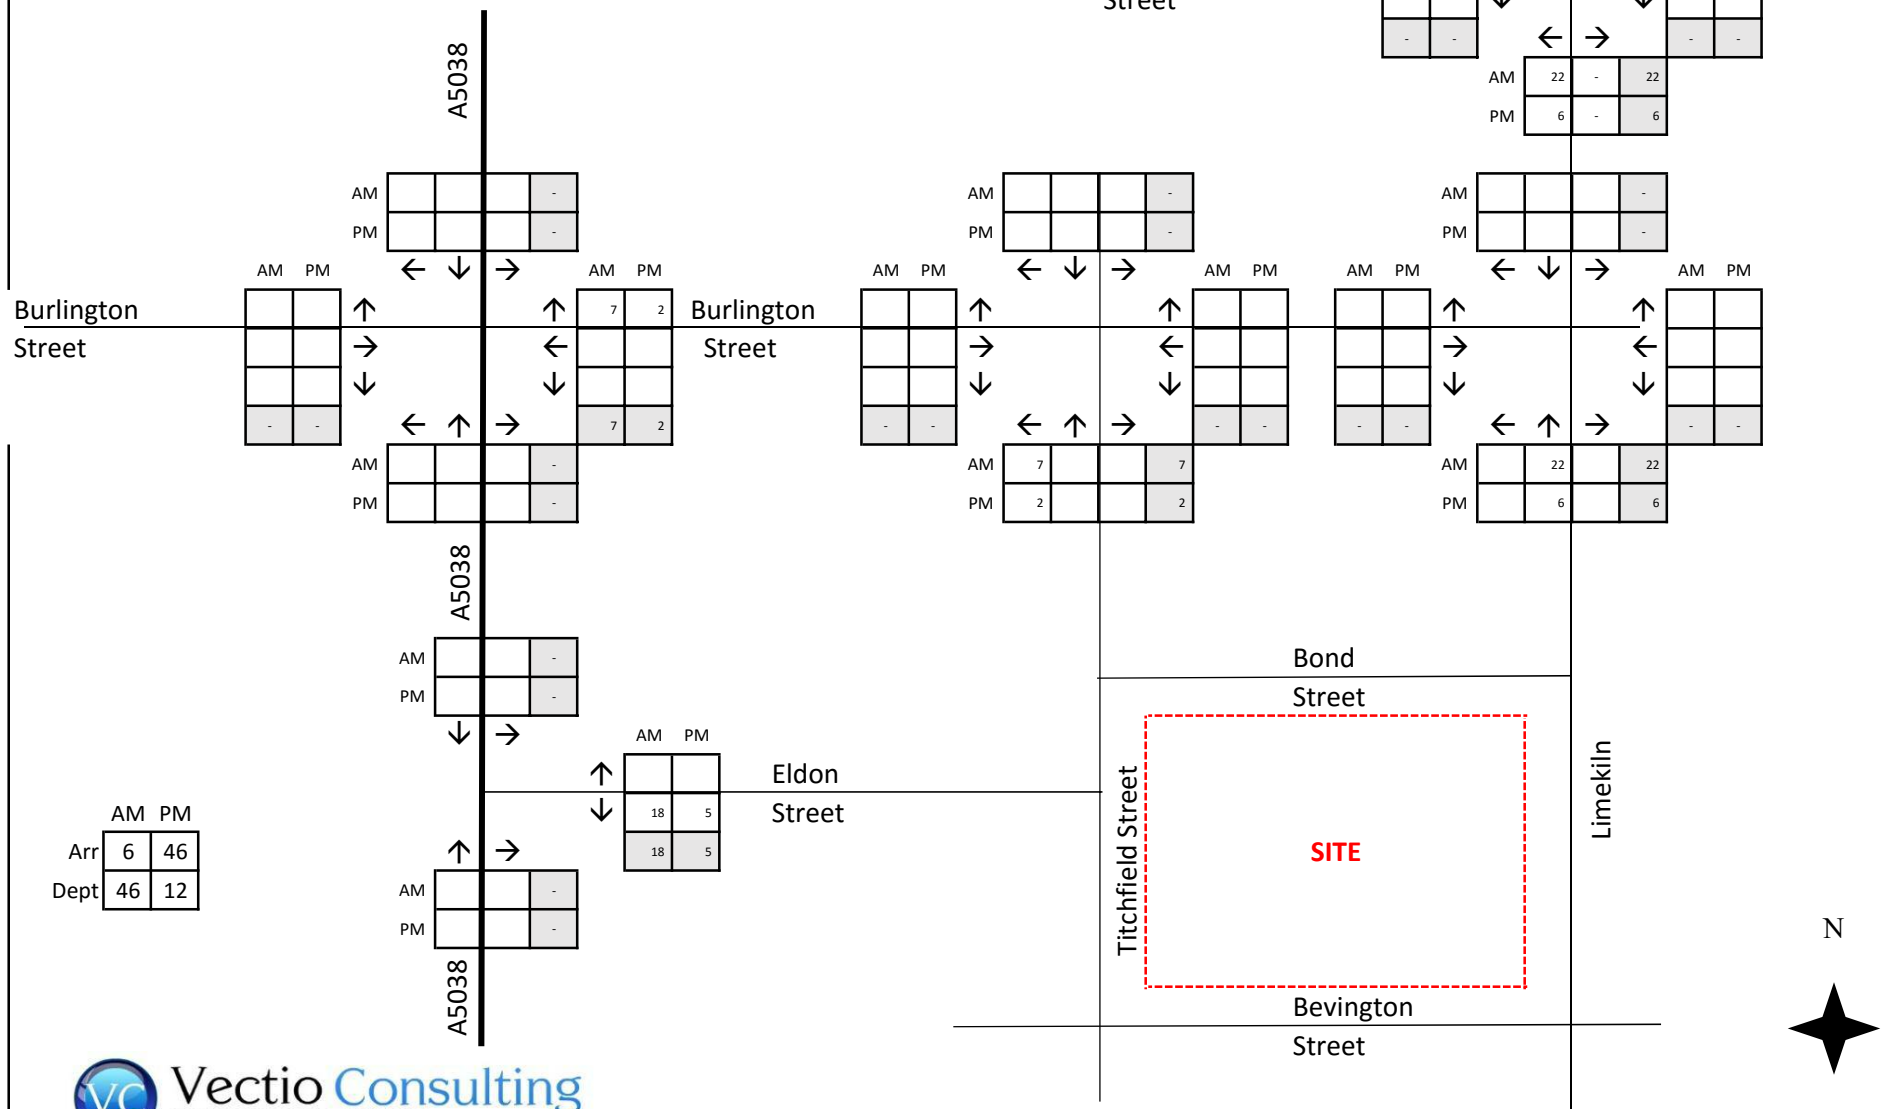 Street
- - - -
AM 22 - 22
PM 6 - 6
A5038
AM - AM - AM -
PM - PM - PM -
AM PM AM PM AM PM AM PM AM PM AM PM
Burlington 7 2 Burlington
Street Street
- - 7 2 - - - - - - - -
AM - AM 7 7 AM 22 22
PM - PM 2 2 PM 6 6
A5038
AM -
PM -
Bond
Street
AM PM
Eldon
18 5 Street
18 5
AM PM
Arr 6 46
Dept 46 12
AM -
PM -
Titchfield Street
SITE
Limekiln
N
A5038
Bevington
Street
VC Vectio Consulting